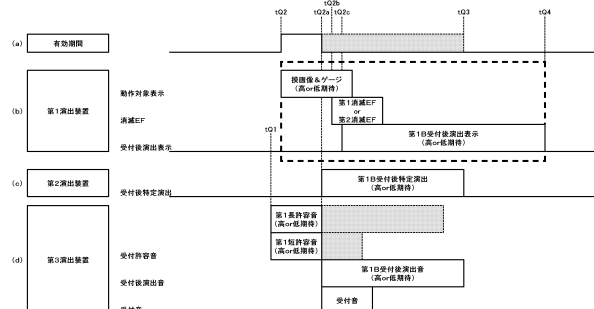 tQ2b
tQ2 tQ2a tQ2c tQ3 tQ4
(a) 有効期間
(b) 第1演出装置
動作対象表示
操画像&ゲージ
(高or低期待)
消滅EF
第1消滅EF
or
第2消滅EF
受付後演出表示
第1B受付後演出表示
(高or低期待)
tQ1
(c) 第2演出装置
受付後特定演出
第1B受付後特定演出
(高or低期待)
(d) 第3演出装置
第1長許容音
(高or低期待)
受付許容音
第1短許容音
(高or低期待)
受付後演出音
第1B受付後演出音
(高or低期待)
受付音
受付音